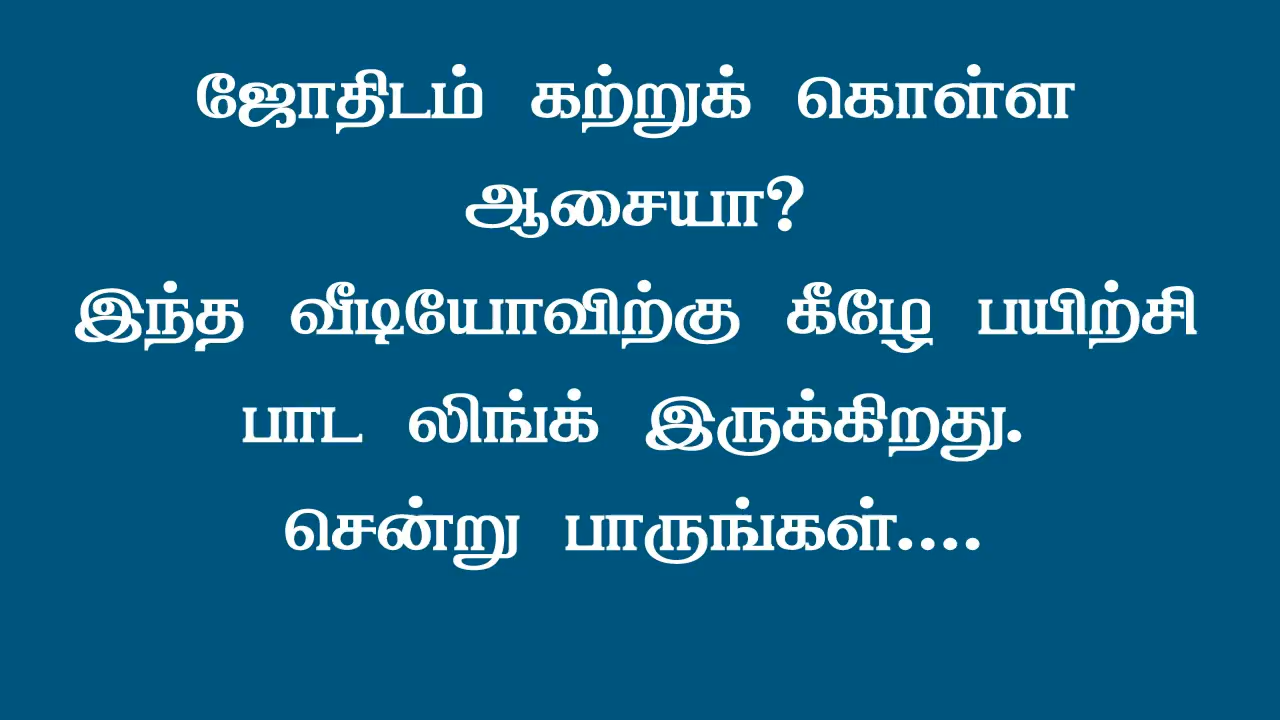 ஜோதிடம் கற்றுக் கொள்ள
ஆசையா?
இந்த வீடியோவிற்கு கீழே பயிற்சி
பாட லிங்க் இருக்கிறது.
சென்று பாருங்கள்....